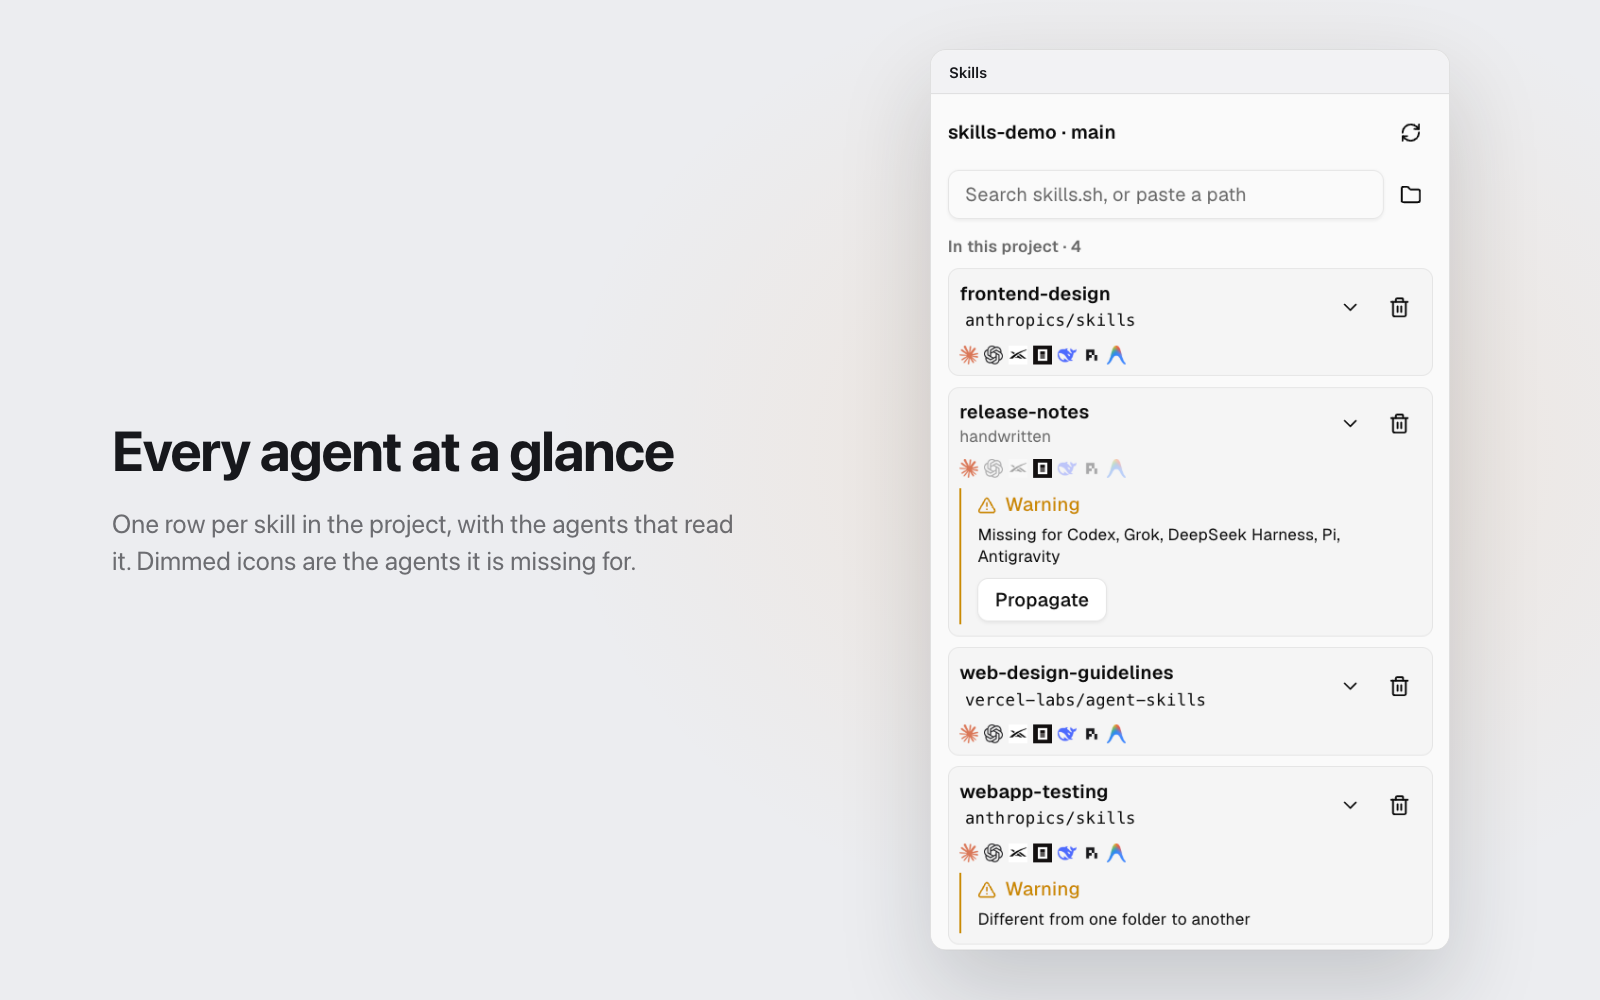 Every agent at a glance
One row per skill in the project, with the agents that read
it. Dimmed icons are the agents it is missing for.
Skills
skills-demo · main
Search skills.sh, or paste a path
In this project · 4
frontend-design
anthropics/skills
release-notes
handwritten
Warning
Missing for Codex, Grok, DeepSeek Harness, Pi,
Antigravity
Propagate
web-design-guidelines
vercel-labs/agent-skills
webapp-testing
anthropics/skills
Warning
Different from one folder to another